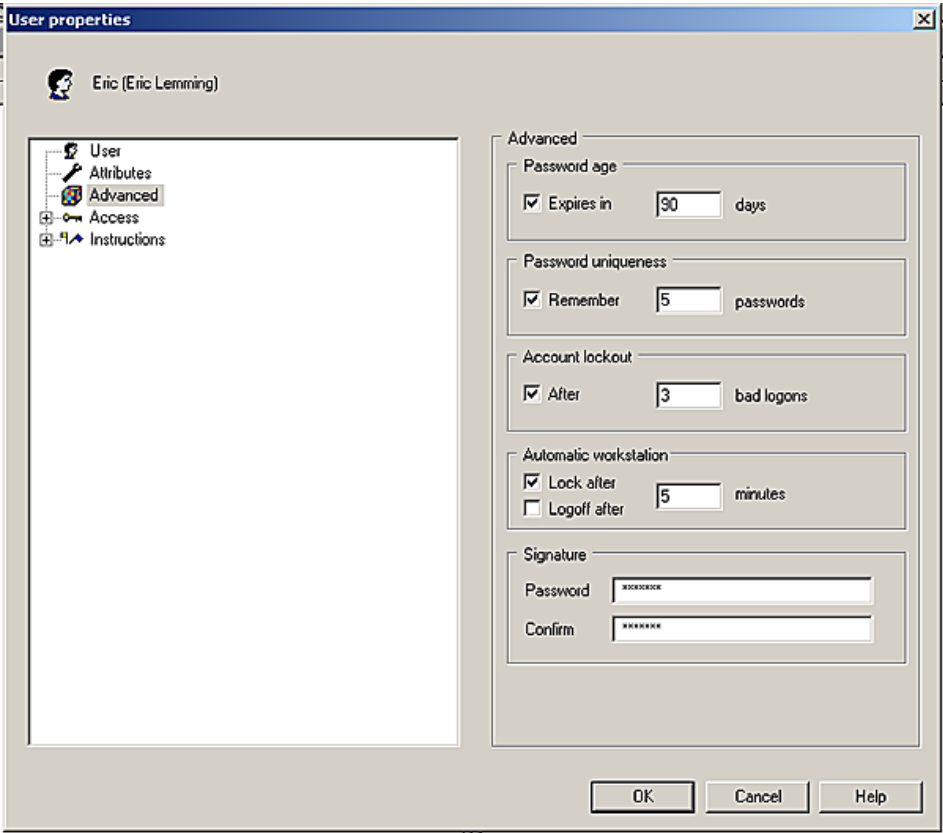 User properties
Eric (Eric Lemming)
User
Attributes
Advanced
Access
Instructions
Advanced
Password age
Expires in 90 days
Password uniqueness
Remember 5 passwords
Account lockout
After 3 bad logons
Automatic workstation
Lock after
Logoff after
5 minutes
Signature
Password *******
Confirm *******
OK Cancel Help